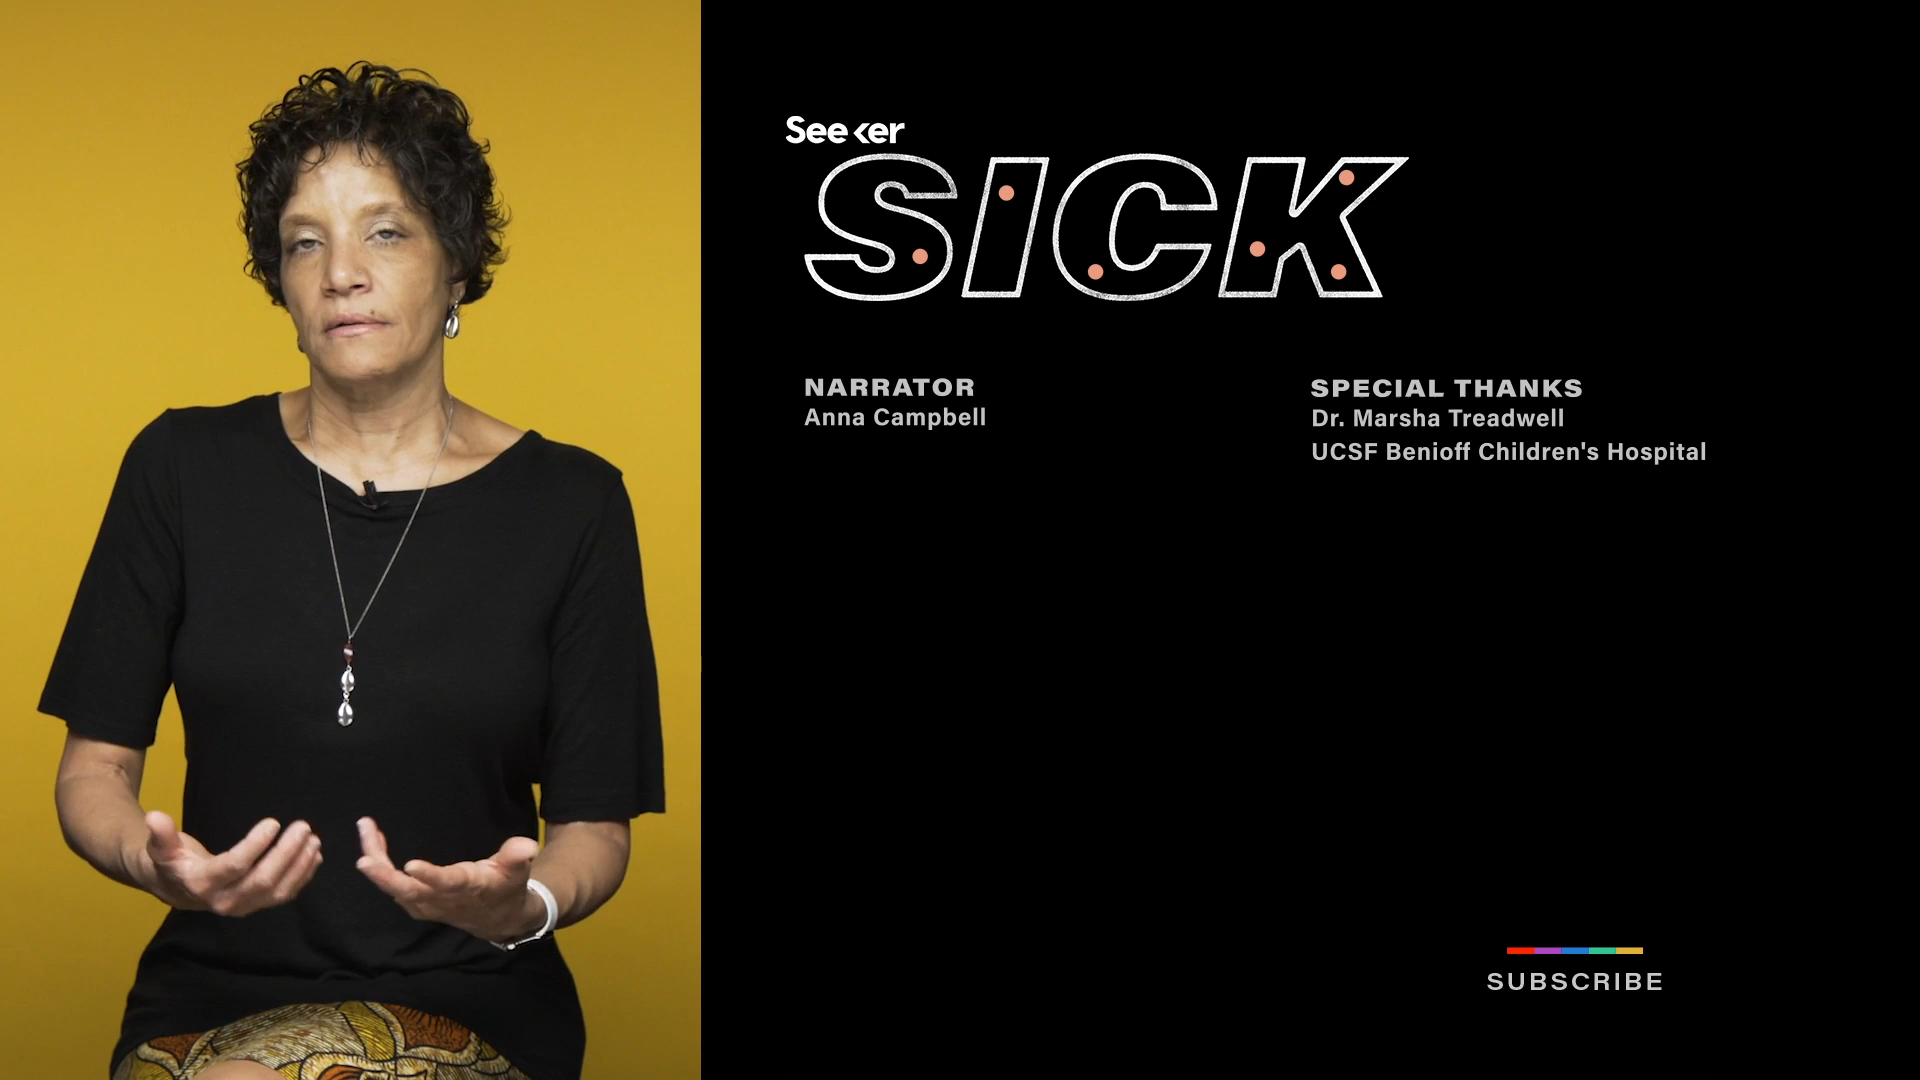 Seeker
SICK
NARRATOR
Anna Campbell
SPECIAL THANKS
Dr. Marsha Treadwell
UCSF Benioff Children's Hospital
SUBSCRIBE